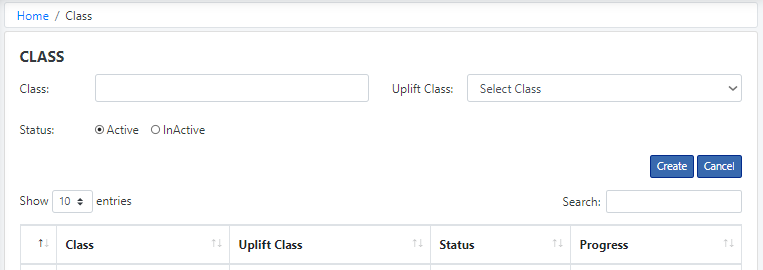 Home / Class
CLASS
Class:
Uplift Class: Select Class
Status: Active InActive
Create Cancel
Show 10 entries Search:
Class Uplift Class Status Progress